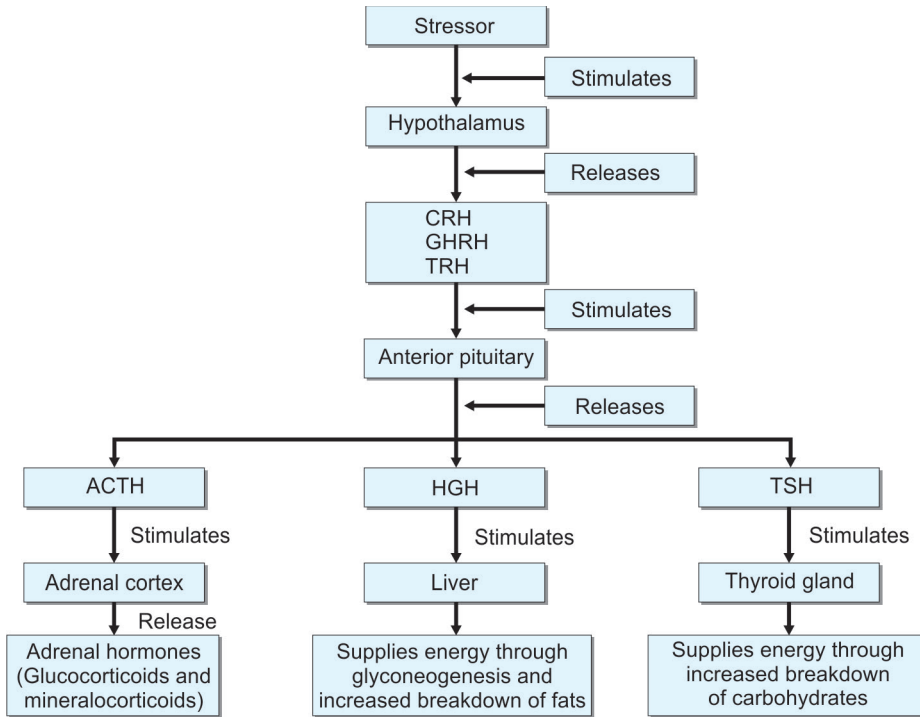 Stressor
Stimulates
Hypothalamus
Releases
CRH
GHRH
TRH
Stimulates
Anterior pituitary
Releases
ACTH
HGH
TSH
Stimulates
Stimulates
Stimulates
Adrenal cortex
Liver
Thyroid gland
Release
Adrenal hormones
(Glucocorticoids and
mineralocorticoids)
Supplies energy through
glyconeogenesis and
increased breakdown of fats
Supplies energy through
increased breakdown
of carbohydrates